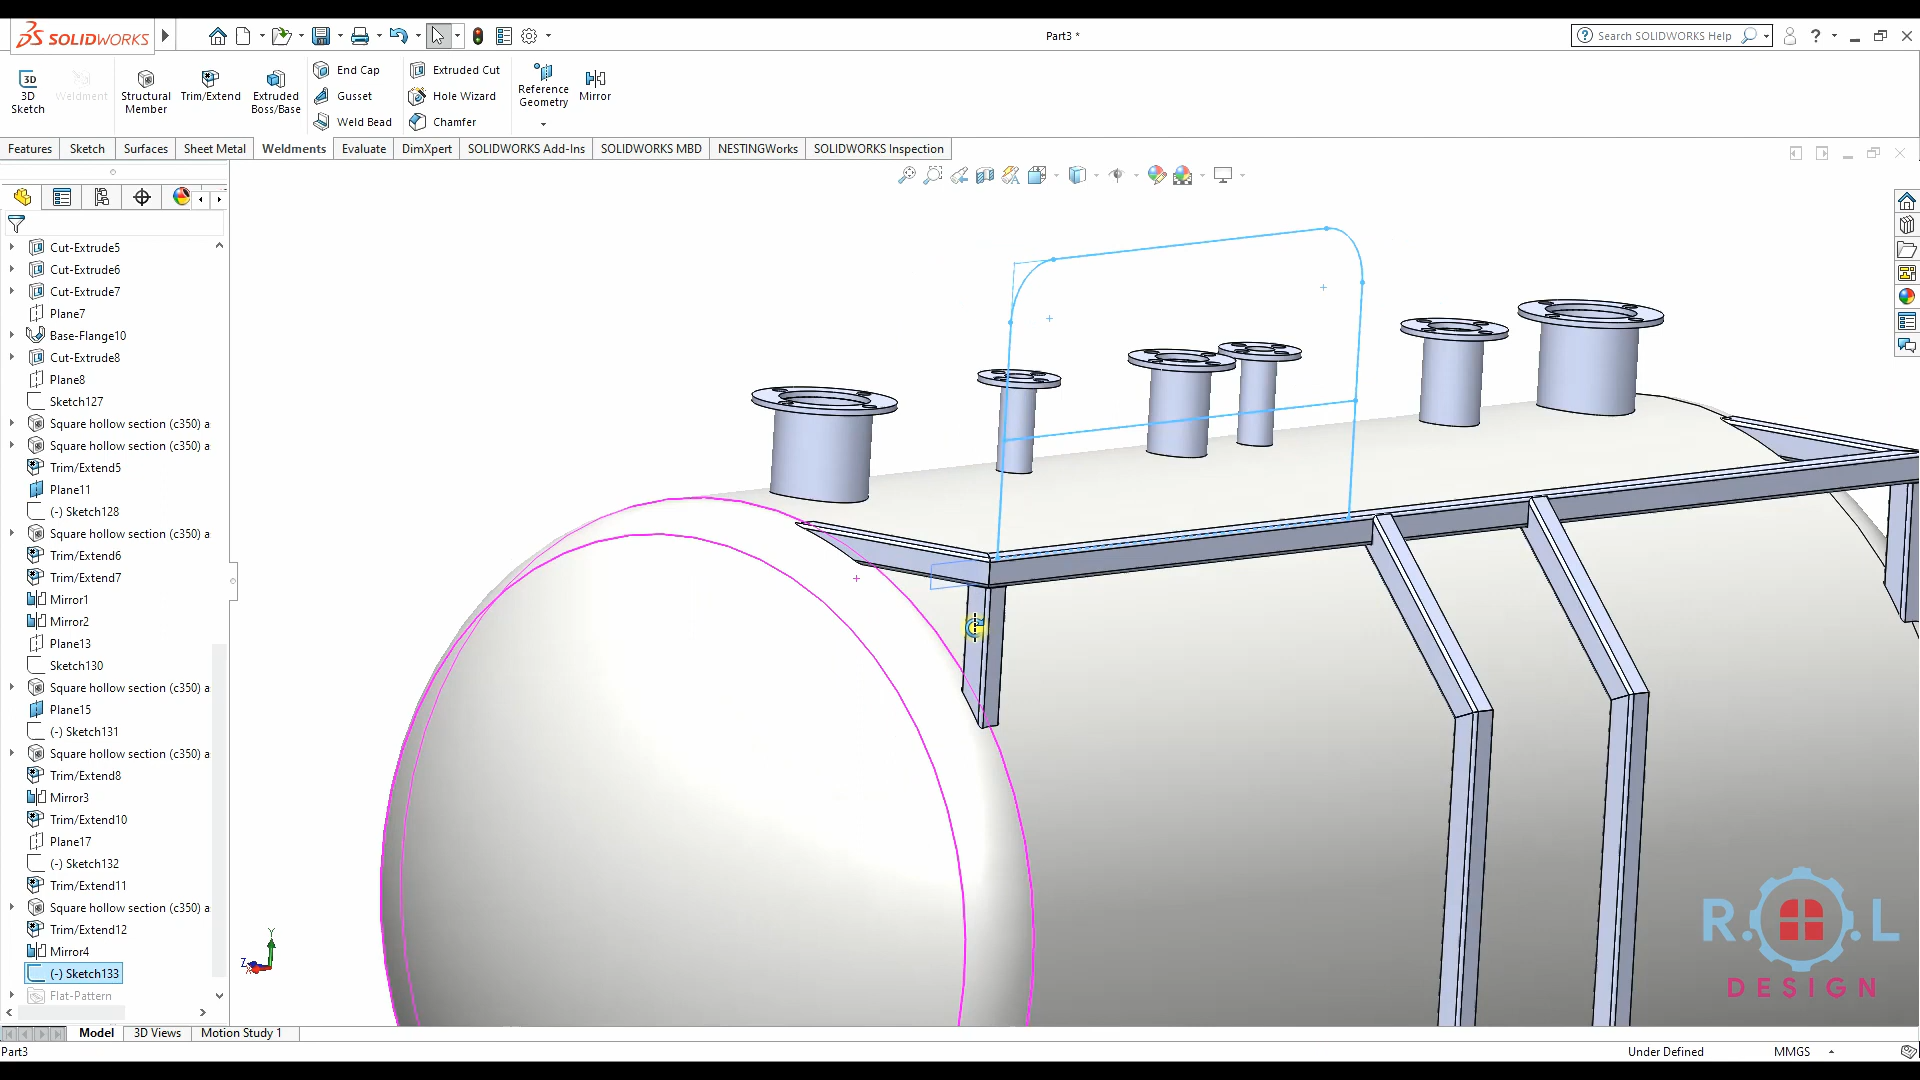 SOLIDWORKS
Part3 *
Search SOLIDWORKS Help
?
3D
Sketch
Weldment
Structural
Member
Trim/Extend
Extruded
Boss/Base
End Cap
Gusset
Weld Bead
Extruded Cut
Hole Wizard
Chamfer
Reference
Geometry
Mirror
Features
Sketch
Surfaces
Sheet Metal
Weldments
Evaluate
DimXpert
SOLIDWORKS Add-Ins
SOLIDWORKS MBD
NESTINGWorks
SOLIDWORKS Inspection
Cut-Extrude5
Cut-Extrude6
Cut-Extrude7
Plane7
Base-Flange10
Cut-Extrude8
Plane8
Sketch127
Square hollow section (c350) a
Square hollow section (c350) a
Trim/Extend5
Plane11
(-) Sketch128
Square hollow section (c350) a
Trim/Extend6
Trim/Extend7
Mirror1
Mirror2
Plane13
Sketch130
Square hollow section (c350) a
Plane15
(-) Sketch131
Square hollow section (c350) a
Trim/Extend8
Mirror3
Trim/Extend10
Plane17
(-) Sketch132
Trim/Extend11
Square hollow section (c350) a
Trim/Extend12
Mirror4
(-) Sketch133
Flat-Pattern
Y
Z
R. .L
DESIGN
Model
3D Views
Motion Study 1
Part3
Under Defined
MMGS